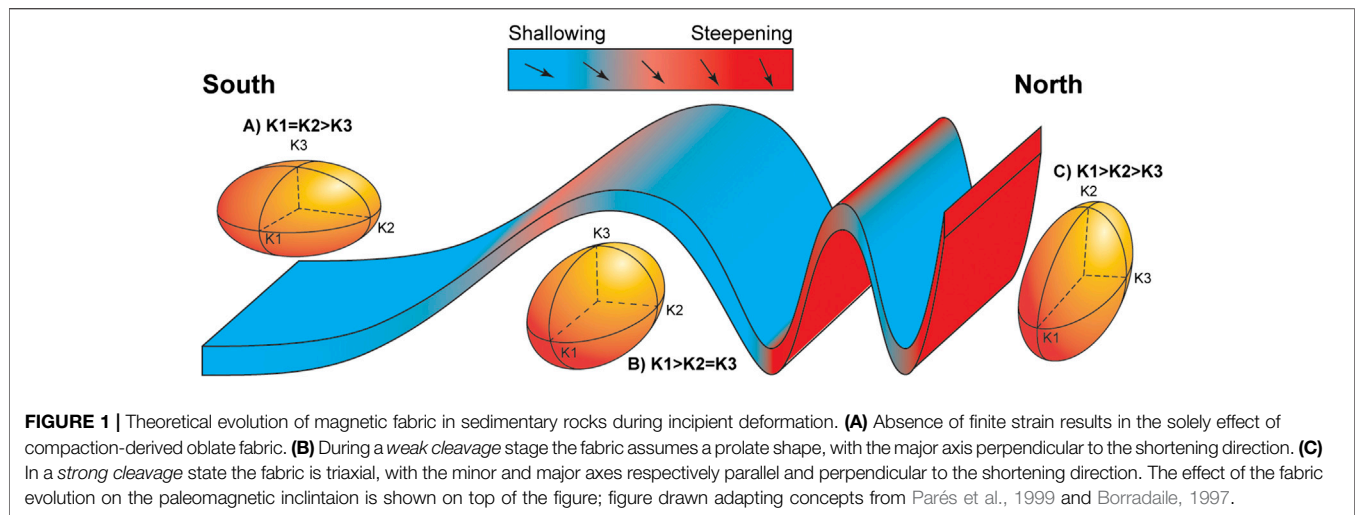 Shallowing Steepening
South North
A) K1=K2>K3
K3
K1
K2
K3
K2
K1
B) K1>K2=K3
C) K1>K2>K3
K2
K3
K1
FIGURE 1 | Theoretical evolution of magnetic fabric in sedimentary rocks during incipient deformation. (A) Absence of finite strain results in the solely effect of
compaction-derived oblate fabric. (B) During a weak cleavage stage the fabric assumes a prolate shape, with the major axis perpendicular to the shortening direction. (C)
In a strong cleavage state the fabric is triaxial, with the minor and major axes respectively parallel and perpendicular to the shortening direction. The effect of the fabric
evolution on the paleomagnetic inclintaion is shown on top of the figure; figure drawn adapting concepts from Parés et al., 1999 and Borradaile, 1997.